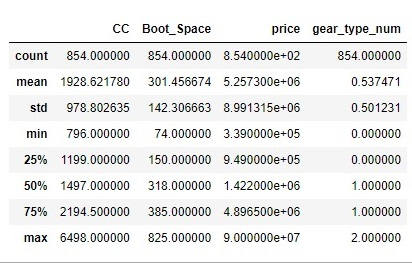 CC Boot_Space price gear_type_num
count 854.000000 854.000000 8.540000e+02 854.000000
mean 1928.621780 301.456674 5.257300e+06 0.537471
std 978.802635 142.306663 8.991315e+06 0.501231
min 796.000000 74.000000 3.390000e+05 0.000000
25% 1199.000000 150.000000 9.490000e+05 0.000000
50% 1497.000000 318.000000 1.422000e+06 1.000000
75% 2194.500000 385.000000 4.896500e+06 1.000000
max 6498.000000 825.000000 9.000000e+07 2.000000